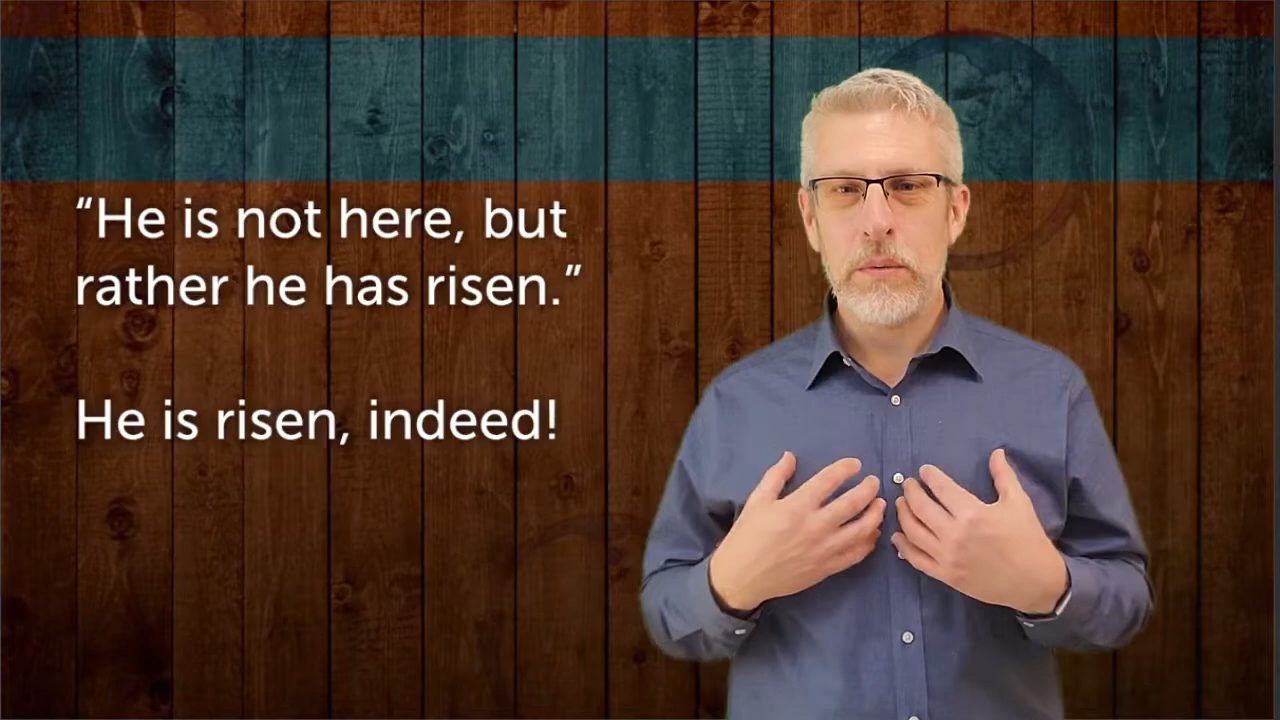 “He is not here, but
rather he has risen.”
He is risen, indeed!